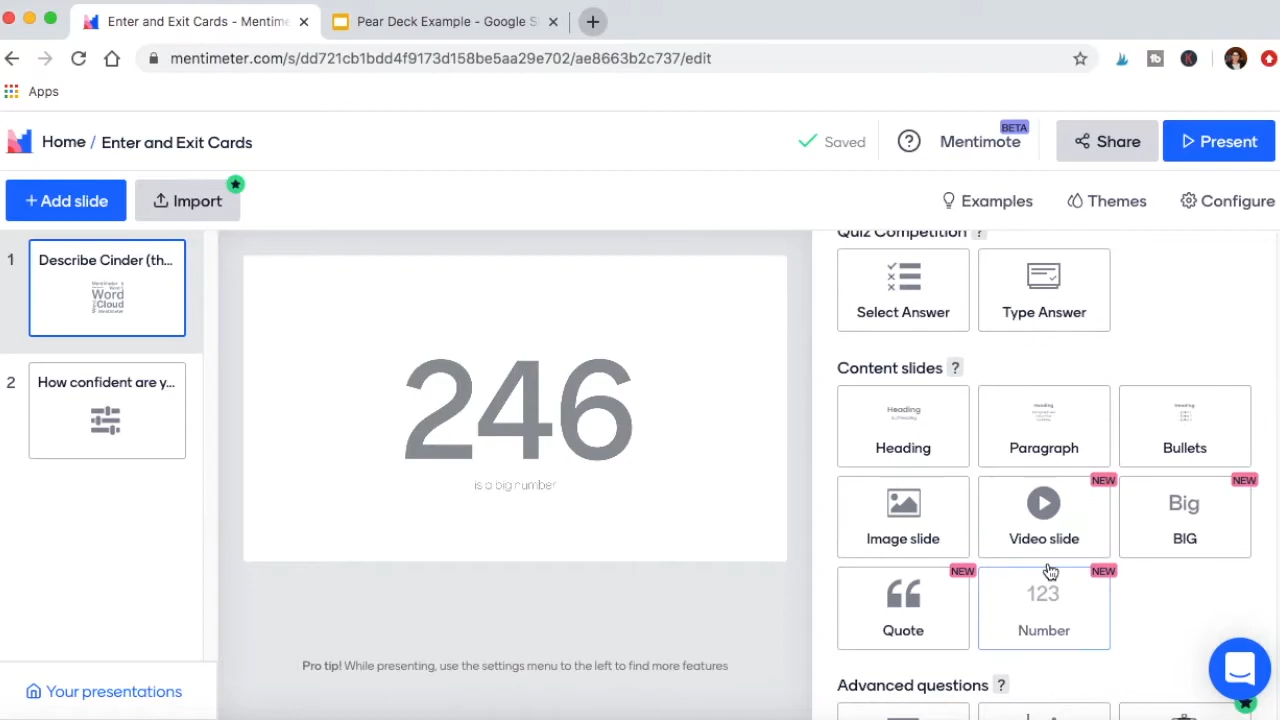 Enter and Exit Cards - Mentime
Pear Deck Example - Google S
mentimeter.com/s/dd721cb1bdd4f9173d158be5aa29e702/ae8663b2c737/edit
Apps
Home / Enter and Exit Cards
Saved
?
Mentimote
BETA
Share
Present
+ Add slide
Import
Examples
Themes
Configure
1
Describe Cinder (th...
Word
Cloud
2
How confident are y...
Your presentations
246
is a big number
Pro tip! While presenting, use the settings menu to the left to find more features
Quiz Competition ?
Select Answer
Type Answer
Content slides ?
Heading
Heading
Heading
Paragraph
Heading
Bullets
Image slide
NEW
Video slide
NEW
Big
BIG
NEW
Quote
NEW
123
Number
Advanced questions ?